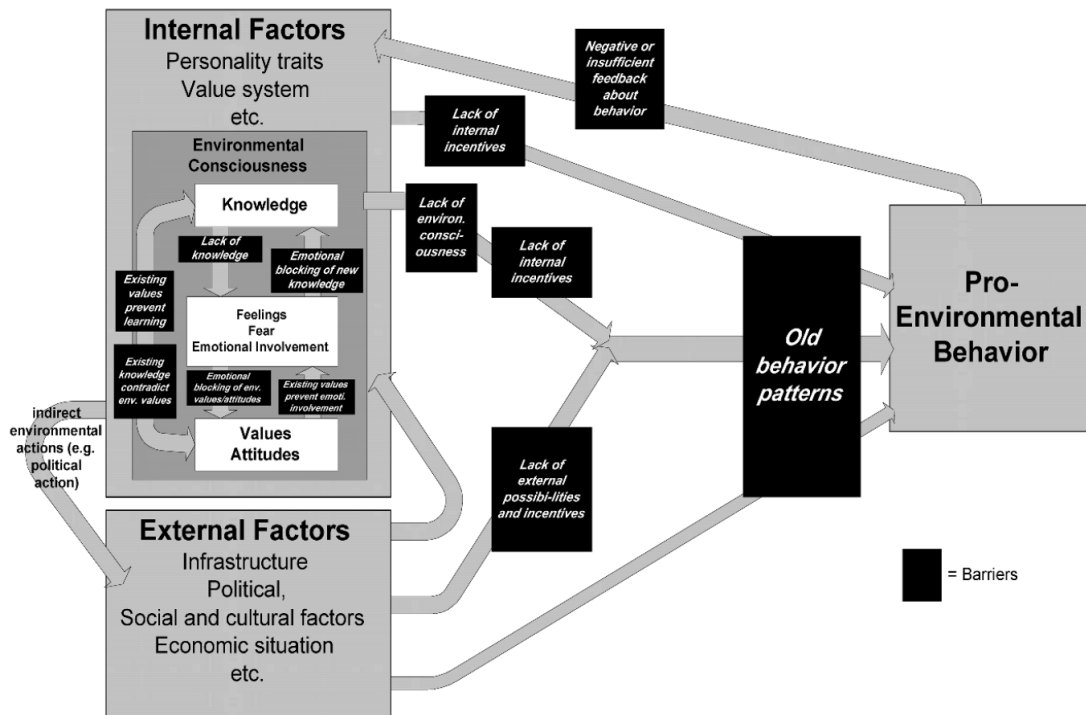 Internal Factors
Personality traits
Value system
etc.
Environmental
Consciousness
Knowledge
Lack of
knowledge
Emotional
blocking of new
knowledge
Existing
values
prevent
learning
Feelings
Fear
Emotional Involvement
Existing
knowledge
contradict
env. values
Emotional
blocking of env.
values/attitudes
Existing values
prevent emoti.
involvement
Values
Attitudes
indirect
environmental
actions (e.g.
political
action)
External Factors
Infrastructure
Political,
Social and cultural factors
Economic situation
etc.
Negative or
insufficient
feedback
about
behavior
Lack of
internal
incentives
Lack of
environ.
consci-
ousness
Lack of
internal
incentives
Lack of
external
possibi-lities
and incentives
Old
behavior
patterns
Pro-
Environmental
Behavior
= Barriers